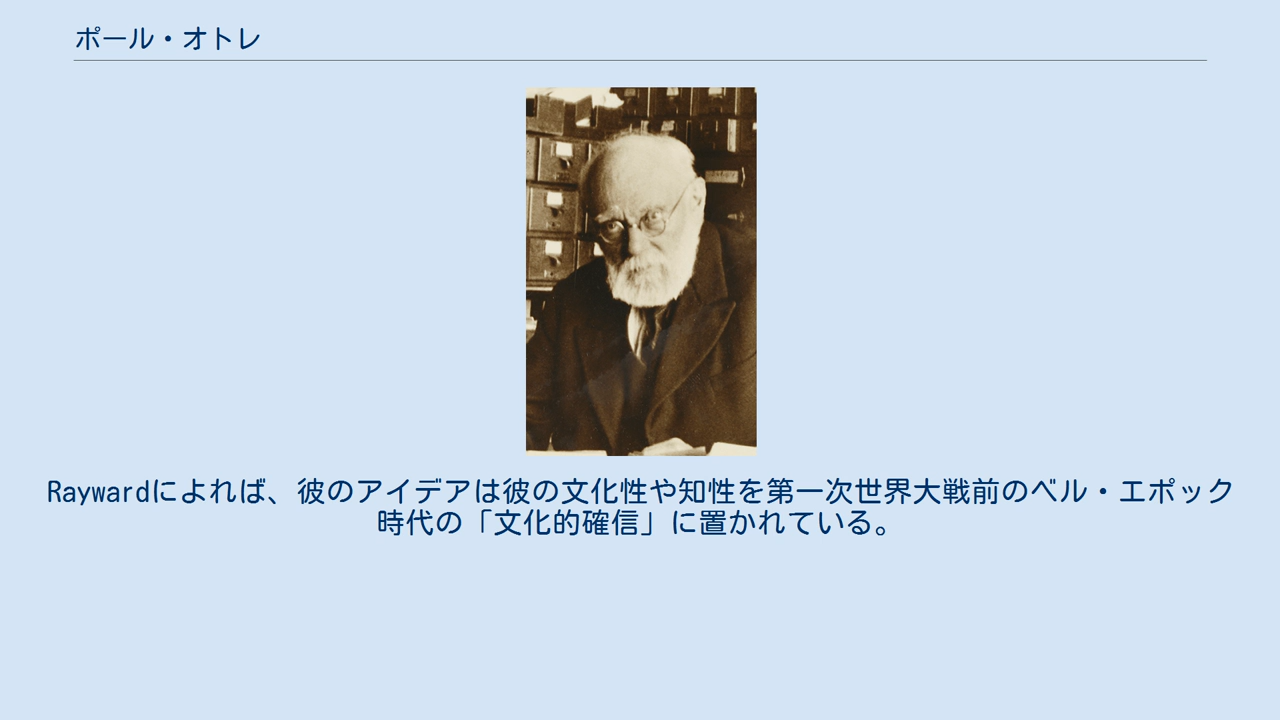 ポール・オトレ
Raywardによれば、彼のアイデアは彼の文化性や知性を第一次世界大戦前のベル・エポック
時代の「文化的確信」に置かれている。